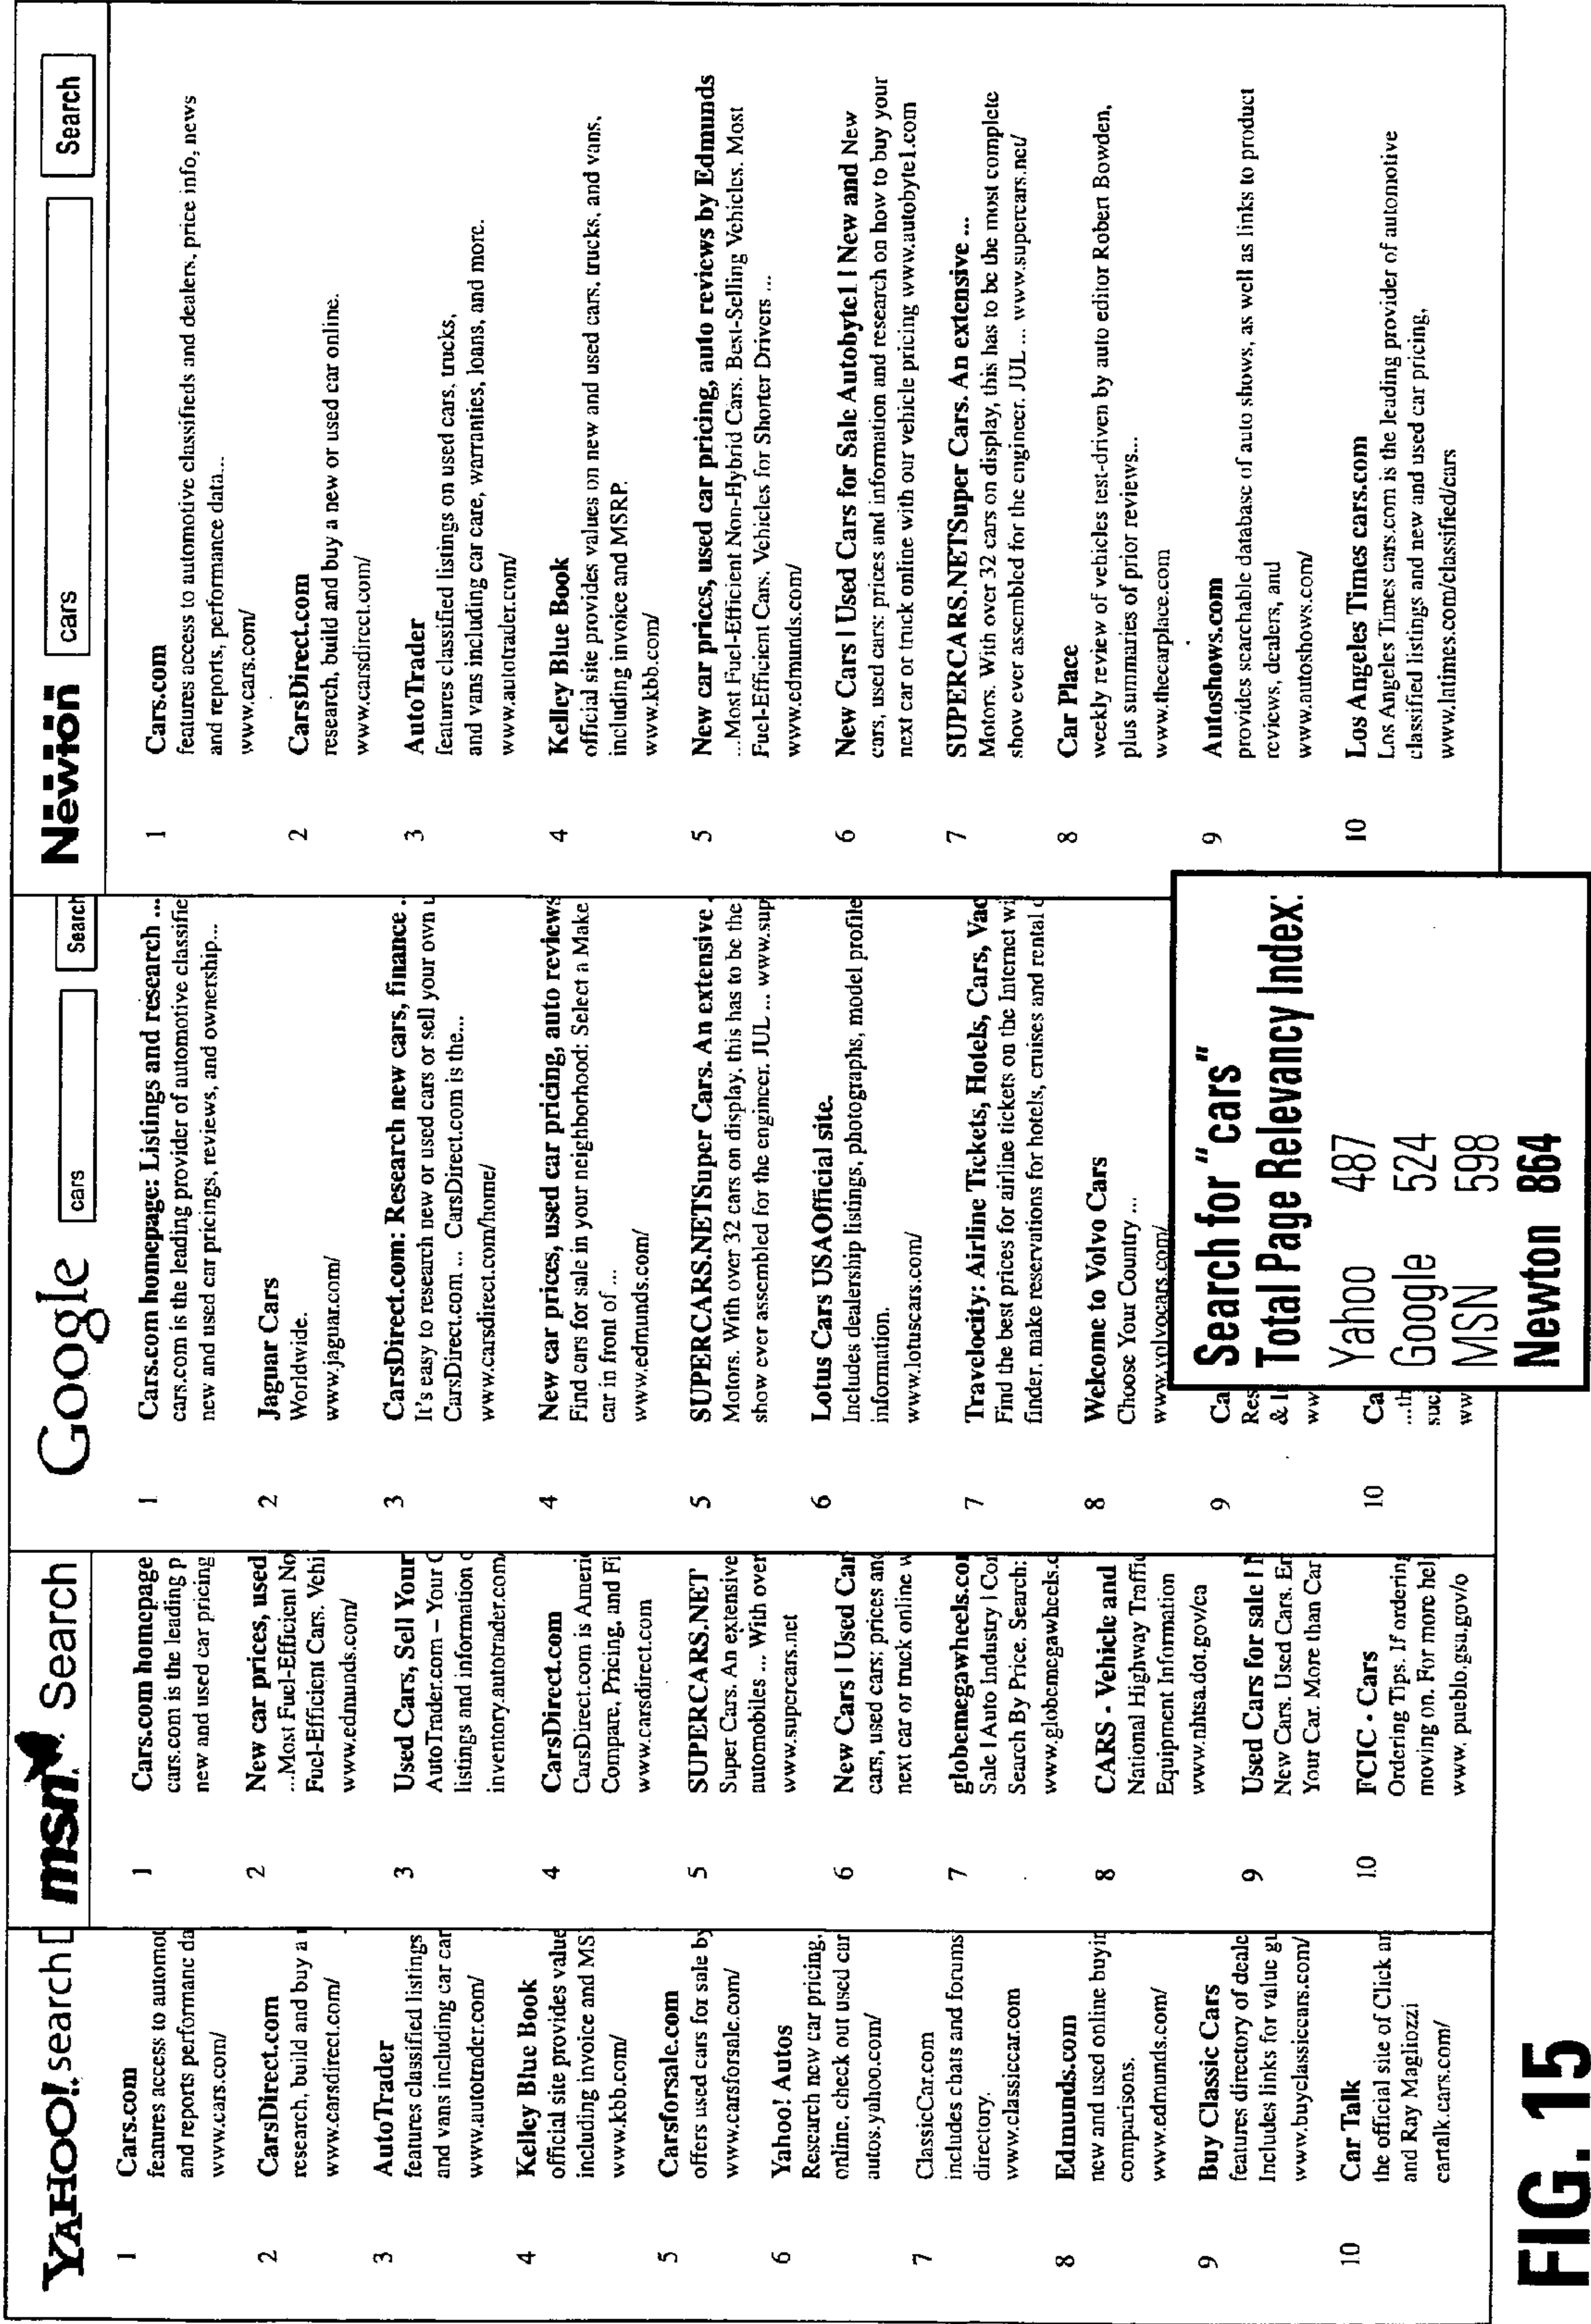 YAHOO! search
1
Cars.com
features access to automot
and reports performanc da
www.cars.com/
2
CarsDirect.com
research, build and buy a
www.carsdirect.com/
3
AutoTrader
features classified listings
and vans including car car
www.autotrader.com/
4
Kelley Blue Book
official site provides value
including invoice and MS
www.kbb.com/
5
Carsforsale.com
offers used cars for sale by
www.carsforsale.com/
6
Yahoo! Autos
Research new car pricing,
online, check out used car
autos.yahoo.com/
7
ClassicCar.com
includes chars and forums
directory.
www.classiccar.com
8
Edmunds.com
new and used online buyin
comparisons.
www.edmunds.com/
9
Buy Classic Cars
features directory of deale
Includes links for value gu
www.buyclassiccars.com/
10
Car Talk
the official site of Click an
and Ray Magliozzi
cartalk.cars.com/
msn Search
1
Cars.com homepage
cars.com is the leading p
new and used car pricing
2
New car prices, used
...Most Fuel-Efficient No
Fuel-Efficient Cars. Vehi
www.edmunds.com/
3
Used Cars, Sell Your
AutoTrader.com – Your C
listings and information o
inventory.autotrader.com/
4
CarsDirect.com
CarsDirect.com is Americ
Compare, Pricing, and Fi
www.carsdirect.com
5
SUPERCARS.NET
Super Cars. An extensive
automobiles ... With over
www.supercars.net
6
New Cars | Used Car
cars, used cars; prices and
next car or truck online w
7
globemegawheels.com
Sale | Auto Industry | Con
Search By Price. Search:
www.globemegawheels.c
8
CARS - Vehicle and
National Highway Traffic
Equipment Information
www.nhtsa.dot.gov/ca
9
Used Cars for sale | N
New Cars. Used Cars. En
Your Car. More than Car
10
FCIC - Cars
Ordering Tips. If ordering
moving on. For more help
www. pueblo.gsa.gov/o
Google cars Search
1
Cars.com homepage: Listings and research ...
cars.com is the leading provider of automotive classifie
new and used car pricings, reviews, and ownership...
2
Jaguar Cars
Worldwide.
www.jaguar.com/
3
CarsDirect.com: Research new cars, finance ..
It's easy to research new or used cars or sell your own u
CarsDirect.com ... CarsDirect.com is the...
www.carsdirect.com/home/
4
New car prices, used car pricing, auto reviews
Find cars for sale in your neighborhood: Select a Make
car in front of ...
www.edmunds.com/
5
SUPERCARS.NETSuper Cars. An extensive .
Motors. With over 32 cars on display, this has to be the
show ever assembled for the engineer. JUL ... www.sup
6
Lotus Cars USAOfficial site.
Includes dealership listings, photographs, model profile
information.
www.lotuscars.com/
7
Travelocity: Airline Tickets, Hotels, Cars, Vac
Find the best prices for airline tickets on the Internet wi
finder. make reservations for hotels, cruises and rental c
8
Welcome to Volvo Cars
Choose Your Country ...
www.volvocars.com/
9
Ca
Res
& l
ww
10
Ca
...th
suc
ww
Newton cars Search
1
Cars.com
features access to automotive classifieds and dealers, price info, news
and reports, performance data...
www.cars.com/
2
CarsDirect.com
research, build and buy a new or used car online.
www.carsdirect.com/
3
AutoTrader
features classified listings on used cars, trucks,
and vans including car care, warranties, loans, and more.
www.autotrader.com/
4
Kelley Blue Book
official site provides values on new and used cars, trucks, and vans,
including invoice and MSRP.
www.kbb.com/
5
New car prices, used car pricing, auto reviews by Edmunds
...Most Fuel-Efficient Non-Hybrid Cars. Best-Selling Vehicles. Most
Fuel-Efficient Cars. Vehicles for Shorter Drivers ...
www.edmunds.com/
6
New Cars | Used Cars for Sale Autobytel | New and New
cars, used cars: prices and information and research on how to buy your
next car or truck online with our vehicle pricing www.autobyte1.com
7
SUPERCARS.NETSuper Cars. An extensive ...
Motors. With over 32 cars on display, this has to be the most complete
show ever assembled for the engineer. JUL ... www.supercars.net/
8
Car Place
weekly review of vehicles test-driven by auto editor Robert Bowden,
plus summaries of prior reviews..
www.thecarplace.com
9
Autoshows.com
provides searchable database of auto shows, as well as links to product
reviews, dealers, and
www.autoshows.com/
10
Los Angeles Times cars.com
Los Angeles Times cars.com is the leading provider of automotive
classified listings and new and used car pricing,
www.latimes.com/classified/cars
Search for "cars"
Total Page Relevancy Index:
Yahoo 487
Google 524
MSN 598
Newton 864
FIG. 15